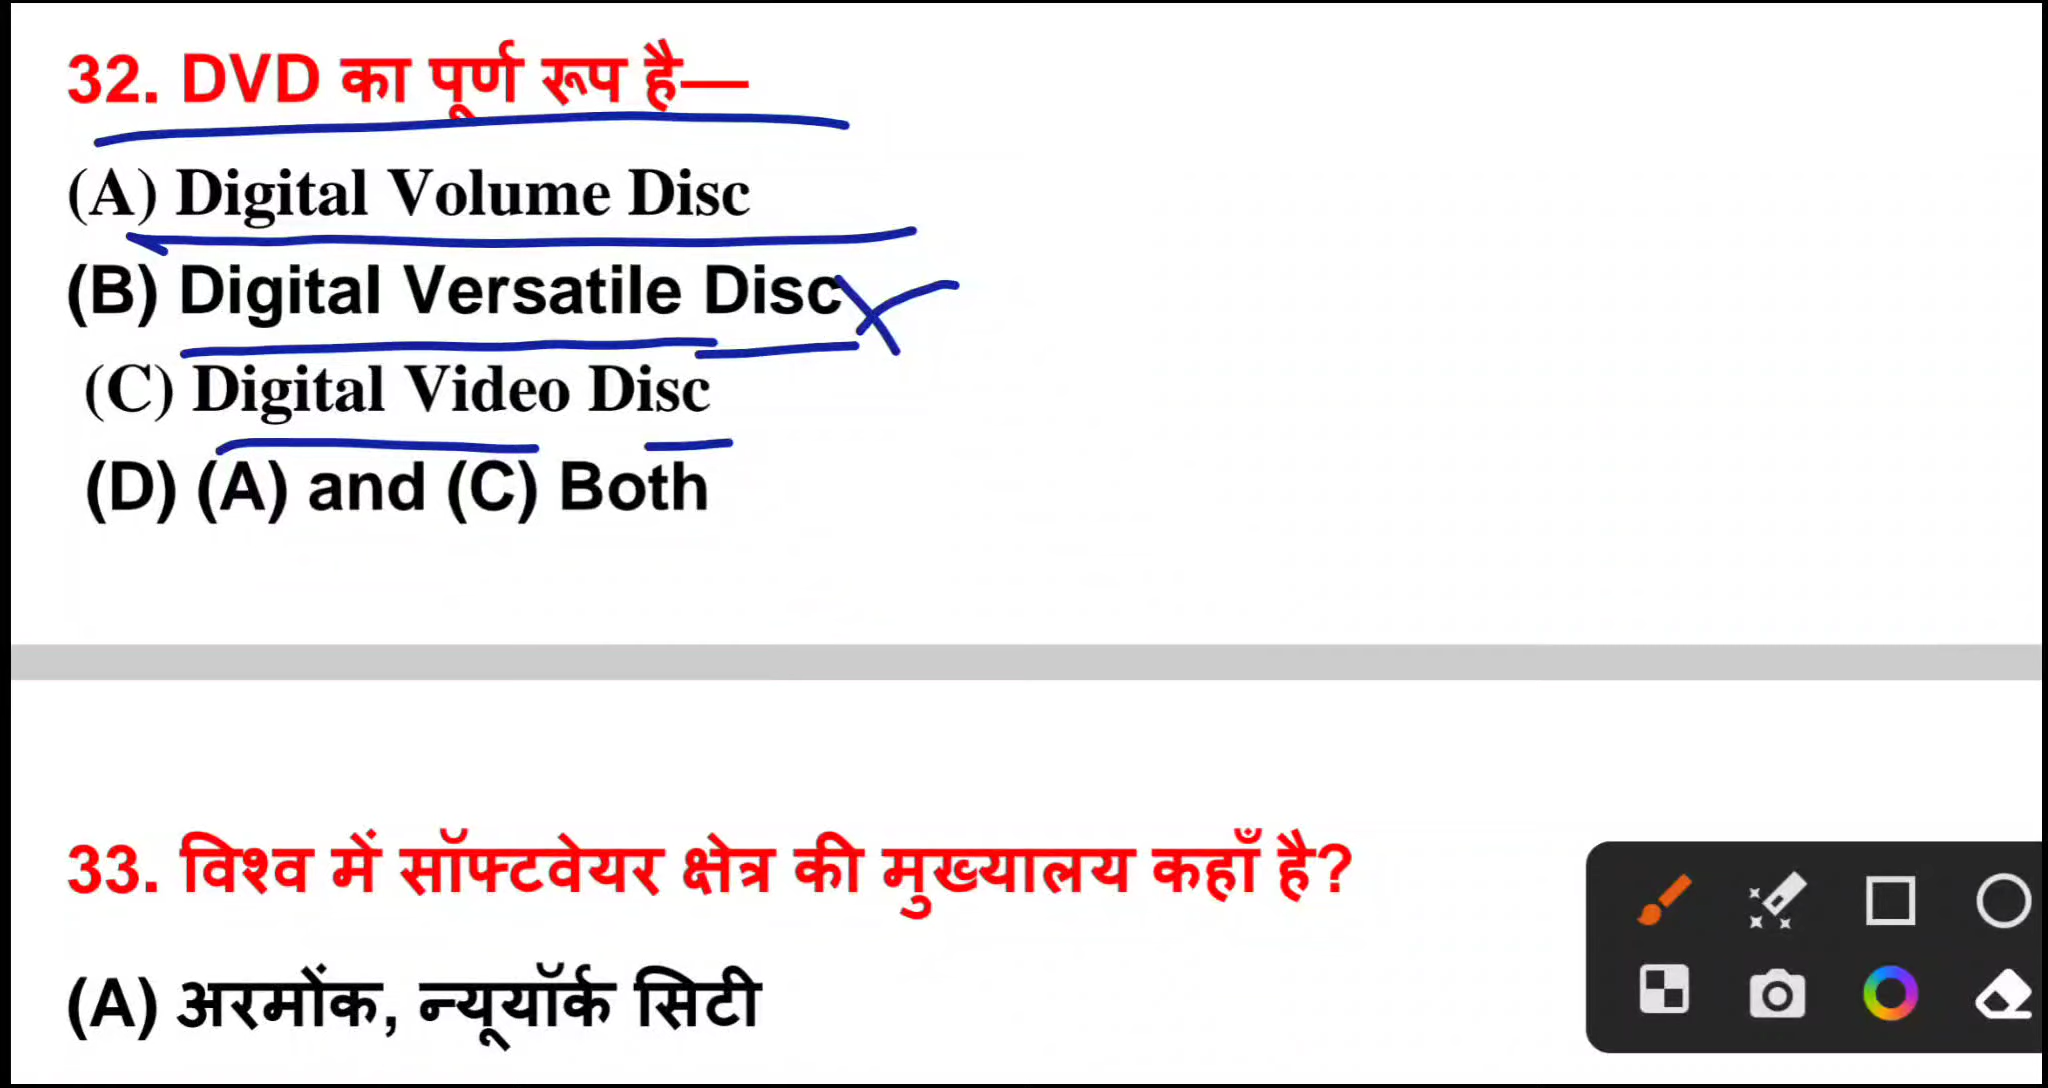 32. DVD का पूर्ण रूप है—
(A) Digital Volume Disc
(B) Digital Versatile Disc
(C) Digital Video Disc
(D) (A) and (C) Both
33. विश्व में सॉफ्टवेयर क्षेत्र की मुख्यालय कहाँ है?
(A) अरमोंक, न्यूयॉर्क सिटी